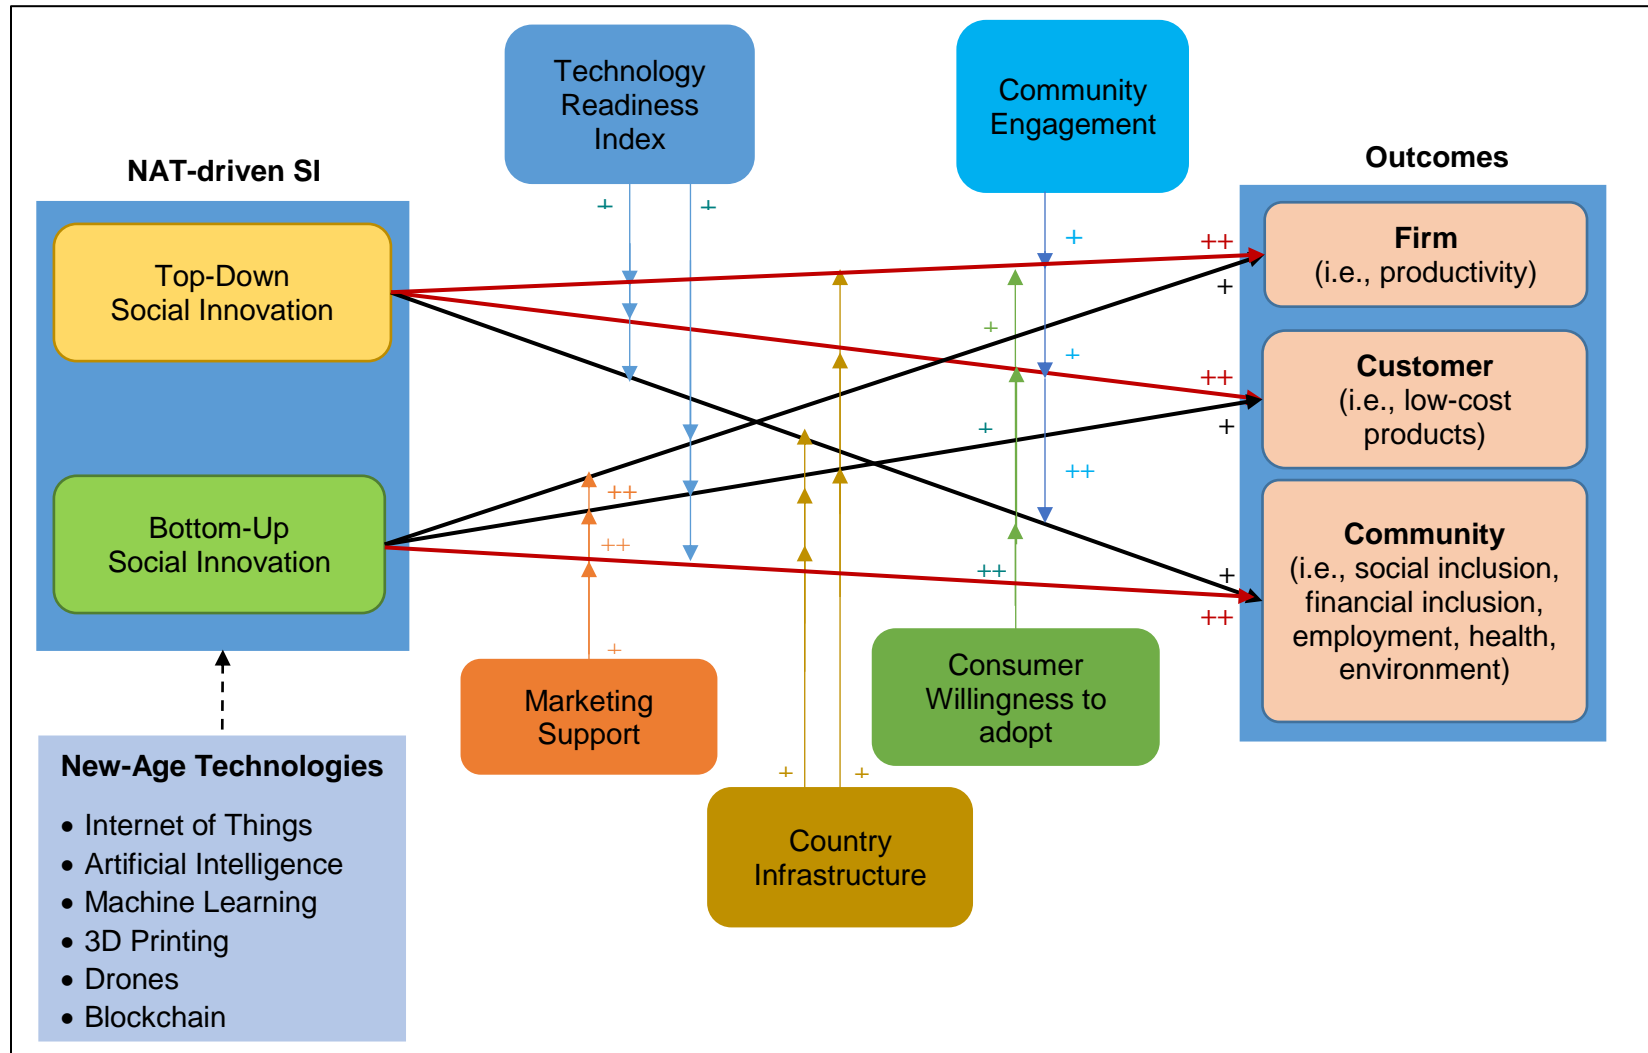 Technology
Readiness
Index
Community
Engagement
NAT-driven SI
Outcomes
Top-Down
Social Innovation
Bottom-Up
Social Innovation
Firm
(i.e., productivity)
Customer
(i.e., low-cost
products)
Community
(i.e., social inclusion,
financial inclusion,
employment, health,
environment)
+
+
+
++
+
+
+
++
+
+
++
++
++
++
+
++
+
Marketing
Support
Consumer
Willingness to
adopt
+
+
Country
Infrastructure
New-Age Technologies
• Internet of Things
• Artificial Intelligence
• Machine Learning
• 3D Printing
• Drones
• Blockchain